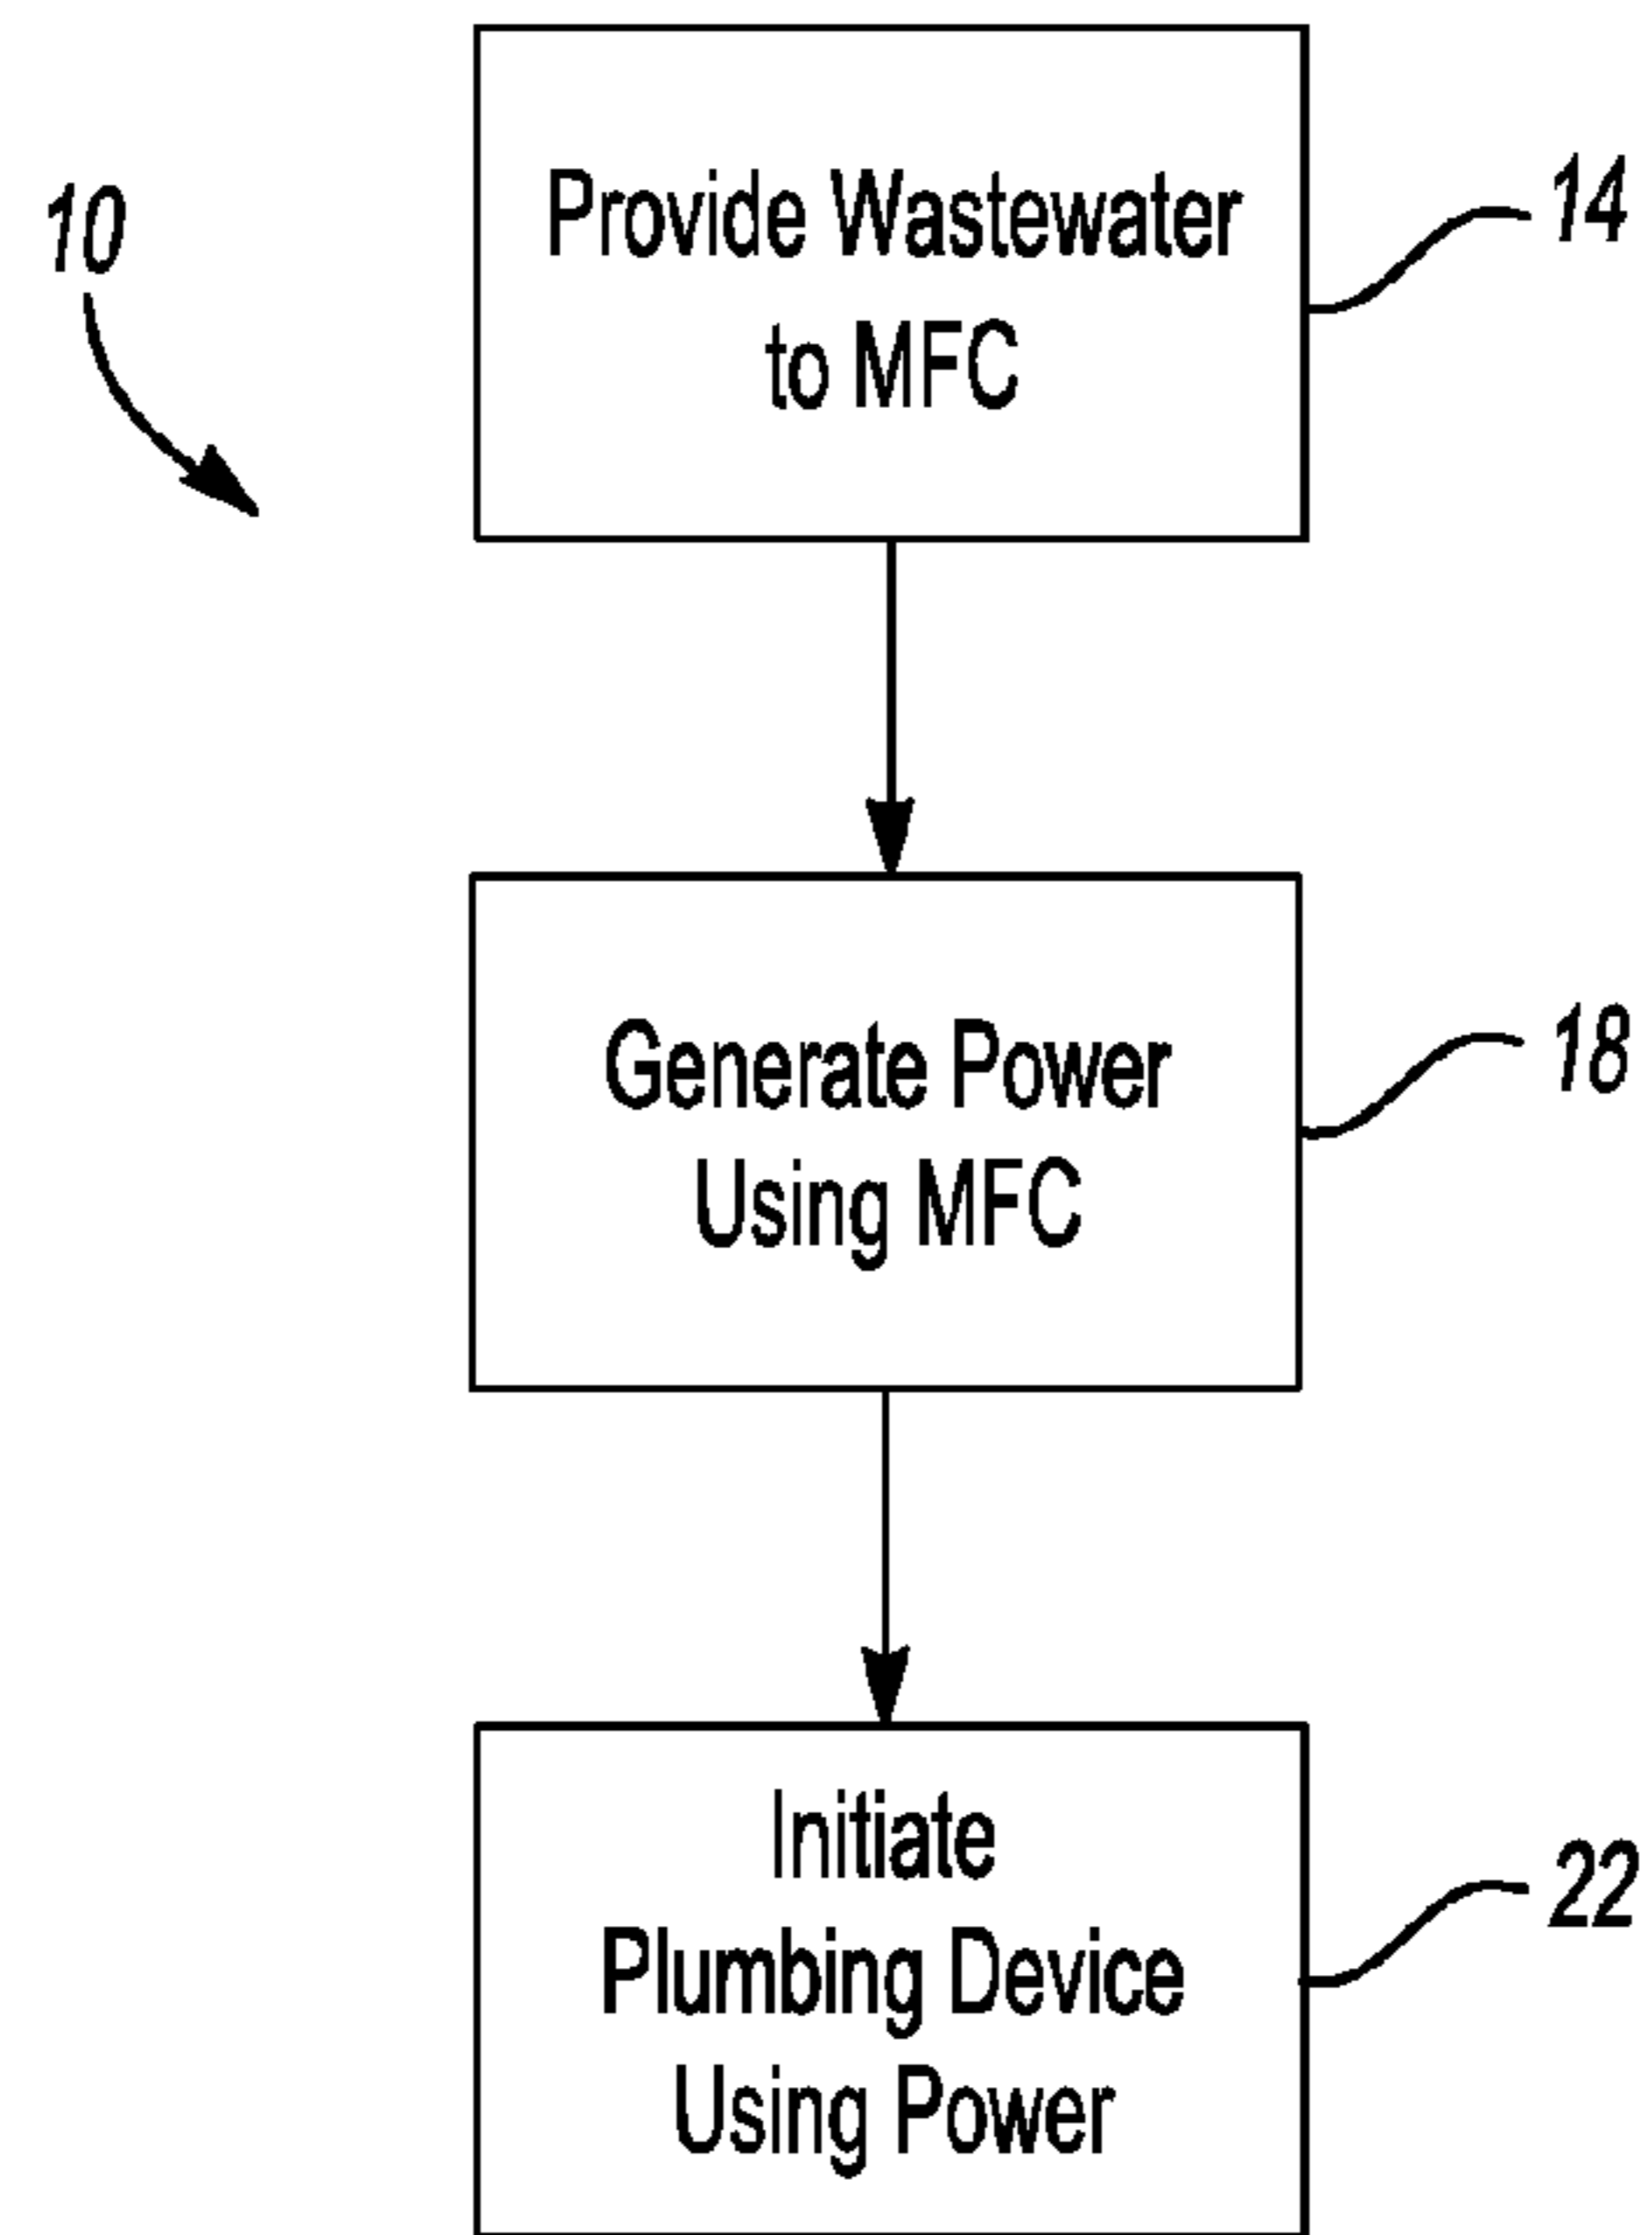 10
Provide Wastewater
to MFC
14
Generate Power
Using MFC
18
Initiate
Plumbing Device
Using Power
22